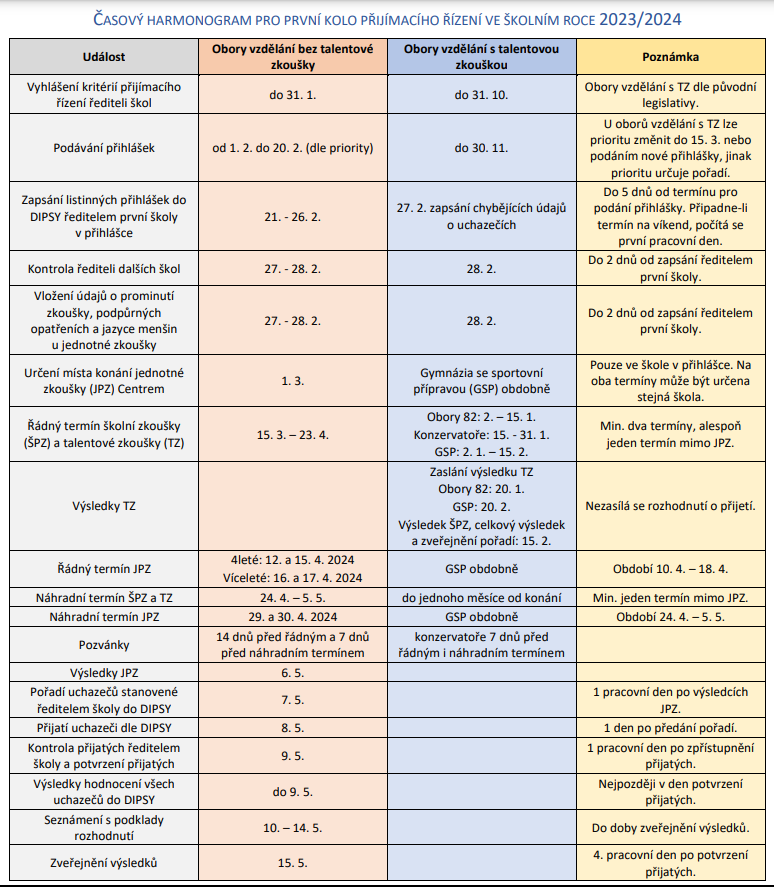 ČASOVÝ HARMONOGRAM PRO PRVNÍ KOLO PŘIJÍMACÍHO ŘÍZENÍ VE ŠKOLNÍM ROCE 2023/2024
Událost
Obory vzdělání bez talentové
zkoušky
Obory vzdělání s talentovou
zkouškou
Poznámka
Vyhlášení kritérií přijímacího
řízení řediteli škol
do 31. 1.
do 31. 10.
Obory vzdělání s TZ dle původní
legislativy.
Podávání přihlášek
od 1. 2. do 20. 2. (dle priority)
do 30. 11.
U oborů vzdělání s TZ lze
prioritu změnit do 15. 3. nebo
podáním nové přihlášky, jinak
prioritu určuje pořadí.
Zapsání listinných přihlášek do
DIPSY ředitelem první školy
v přihlášce
21. - 26. 2.
27. 2. zapsání chybějících údajů
o uchazečích
Do 5 dnů od termínu pro
podání přihlášky. Připadne-li
termín na víkend, počítá se
první pracovní den.
Kontrola řediteli dalších škol
27. - 28. 2.
28. 2.
Do 2 dnů od zapsání ředitelem
první školy.
Vložení údajů o prominutí
zkoušky, podpůrných
opatřeních a jazyce menšin
u jednotné zkoušky
27. - 28. 2.
28. 2.
Do 2 dnů od zapsání ředitelem
první školy.
Určení místa konání jednotné
zkoušky (JPZ) Centrem
1. 3.
Gymnázia se sportovní
přípravou (GSP) obdobně
Pouze ve škole v přihlášce. Na
oba termíny může být určena
stejná škola.
Řádný termín školní zkoušky
(ŠPZ) a talentové zkoušky (TZ)
15. 3. – 23. 4.
Obory 82: 2. – 15. 1.
Konzervatoře: 15. - 31. 1.
GSP: 2. 1. – 15. 2.
Min. dva termíny, alespoň
jeden termín mimo JPZ.
Výsledky TZ
Zaslání výsledku TZ
Obory 82: 20. 1.
GSP: 20. 2.
Výsledek ŠPZ, celkový výsledek
a zveřejnění pořadí: 15. 2.
Nezasílá se rozhodnutí o přijetí.
Řádný termín JPZ
4leté: 12. a 15. 4. 2024
Víceleté: 16. a 17. 4. 2024
GSP obdobně
Období 10. 4. – 18. 4.
Náhradní termín ŠPZ a TZ
24. 4. – 5. 5.
do jednoho měsíce od konání
Min. jeden termín mimo JPZ.
Náhradní termín JPZ
29. a 30. 4. 2024
GSP obdobně
Období 24. 4. – 5. 5.
Pozvánky
14 dnů před řádným a 7 dnů
před náhradním termínem
konzervatoře 7 dnů před
řádným i náhradním termínem
Výsledky JPZ
6. 5.
Pořadí uchazečů stanovené
ředitelem školy do DIPSY
7. 5.
1 pracovní den po výsledcích
JPZ.
Přijatí uchazeči dle DIPSY
8. 5.
1 den po předání pořadí.
Kontrola přijatých ředitelem
školy a potvrzení přijatých
9. 5.
1 pracovní den po zpřístupnění
přijatých.
Výsledky hodnocení všech
uchazečů do DIPSY
do 9. 5.
Nejpozději v den potvrzení
přijatých.
Seznámení s podklady
rozhodnutí
10. – 14. 5.
Do doby zveřejnění výsledků.
Zveřejnění výsledků
15. 5.
4. pracovní den po potvrzení
přijatých.